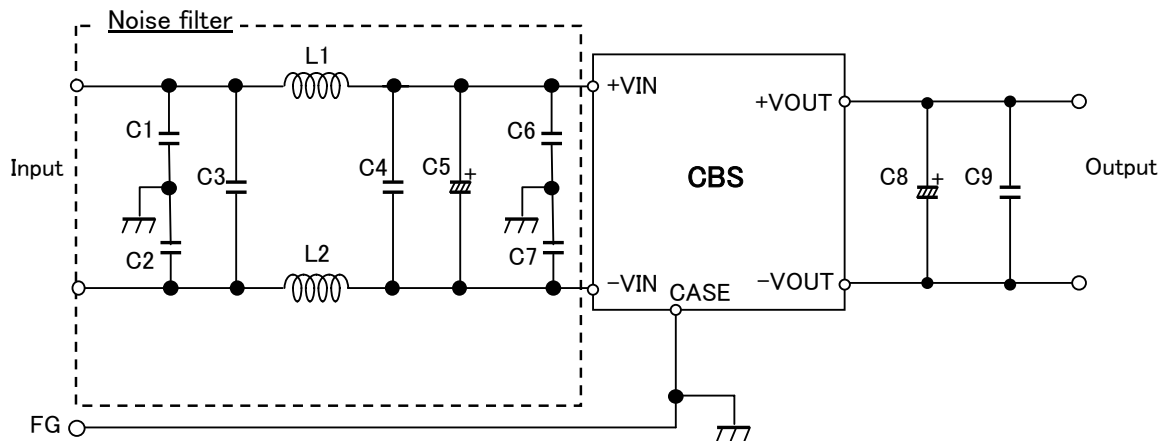 Noise filter
L1
+VIN
+VOUT
C1
C6
Input
C3
C4
C5
+
CBS
C8
+
C9
Output
C2
L2
C7
-VIN
CASE
-VOUT
FG